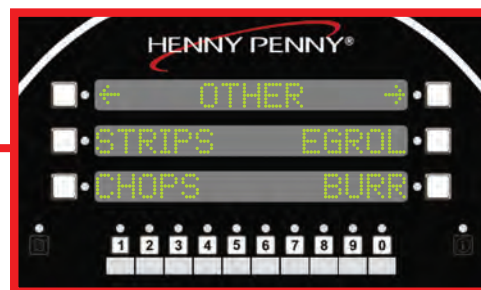 HENNY PENNY®
← OTHER →
STRIPS EGROL
CHOPS BURR
1 2 3 4 5 6 7 8 9 0